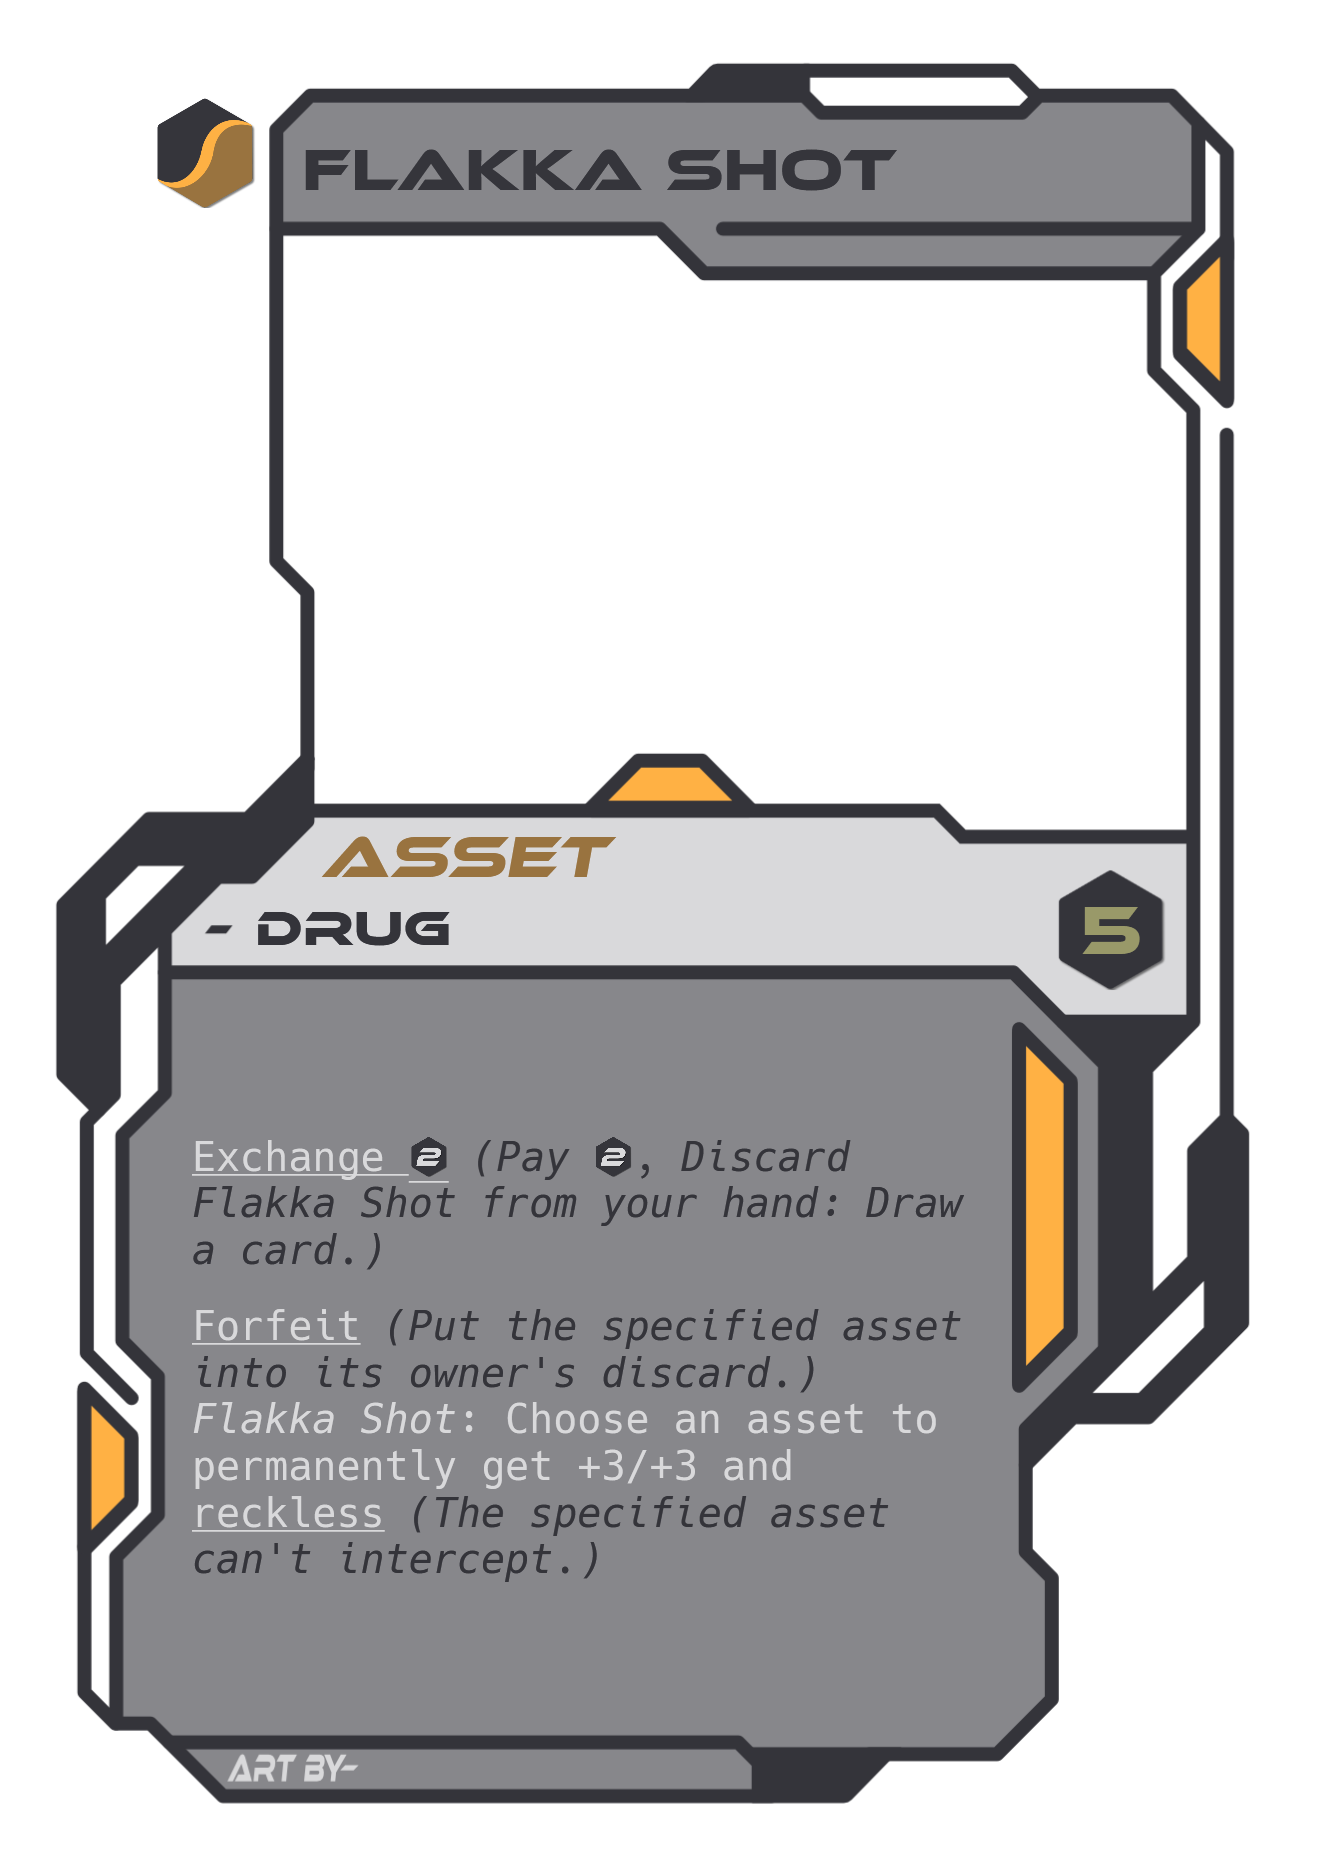 FLAKKA SHOT
ASSET
- DRUG
5
Exchange 2 (Pay 2, Discard
Flakka Shot from your hand: Draw
a card.)
Forfeit (Put the specified asset
into its owner's discard.)
Flakka Shot: Choose an asset to
permanently get +3/+3 and
reckless (The specified asset
can't intercept.)
ART BY-